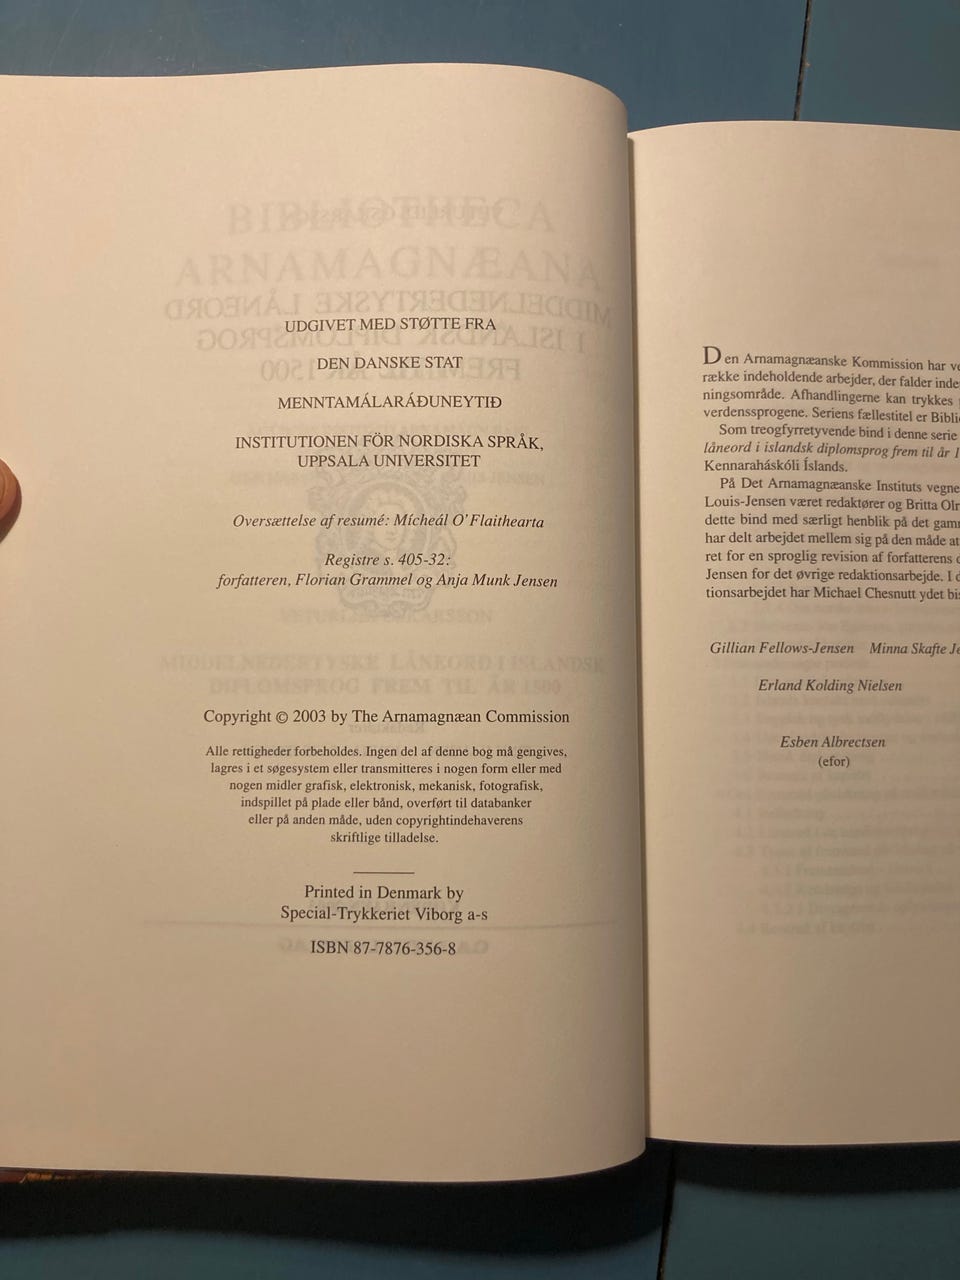 UDGIVET MED STØTTE FRA
DEN DANSKE STAT
MENNTAMÁLARÁÐUNEYTIÐ
INSTITUTIONEN FÖR NORDISKA SPRÅK,
UPPSALA UNIVERSITET
Oversættelse af resumé: Mícheál O’Flaithearta
Registre s. 405-32:
forfatteren, Florian Grammel og Anja Munk Jensen
Copyright © 2003 by The Arnamagnæan Commission
Alle rettigheder forbeholdes. Ingen del af denne bog må gengives,
lagres i et søgesystem eller transmitteres i nogen form eller med
nogen midler grafisk, elektronisk, mekanisk, fotografisk,
indspillet på plade eller bånd, overført til databanker
eller på anden måde, uden copyrightindehaverens
skriftlige tilladelse.
Printed in Denmark by
Special-Trykkeriet Viborg a-s
ISBN 87-7876-356-8
Den Arnamagnæanske Kommission har
række indeholdende arbejder, der falder
ningsområde. Afhandlingerne kan trykkes
verdenssprogene. Seriens fællestitel er
Som treogfyrretyvende bind i denne serie
låneord i islandsk diplomsprog frem til år
Kennaraháskóli Íslands.
På Det Arnamagnæanske Instituts vegne
Louis-Jensen været redaktører og Britta
dette bind med særligt henblik på det
har delt arbejdet mellem sig på den måde at
ret for en sproglig revision af forfatterens
Jensen for det øvrige redaktionsarbejde. I
tionsarbejdet har Michael Chesnutt ydet
Gillian Fellows-Jensen Minna Skafte
Erland Kolding Nielsen
Esben Albrectsen
(efor)